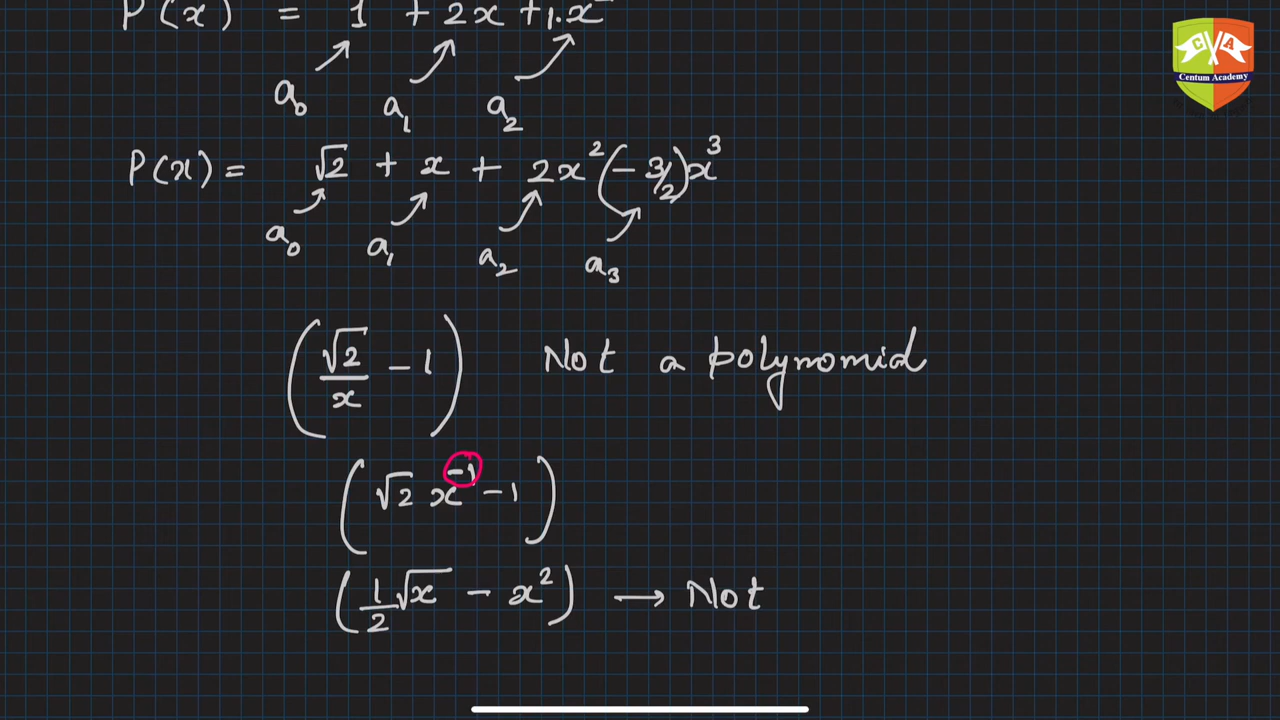 P(x) = 1 + 2x + 1.x²
a₀ a₁ a₂
P(x) = √2 + x + 2x² (-3/2)x³
a₀ a₁ a₂ a₃
(√2/x - 1) Not a polynomial
(√2 x⁻¹ - 1)
(1/2 √x - x²) → Not
C A
Centum Academy